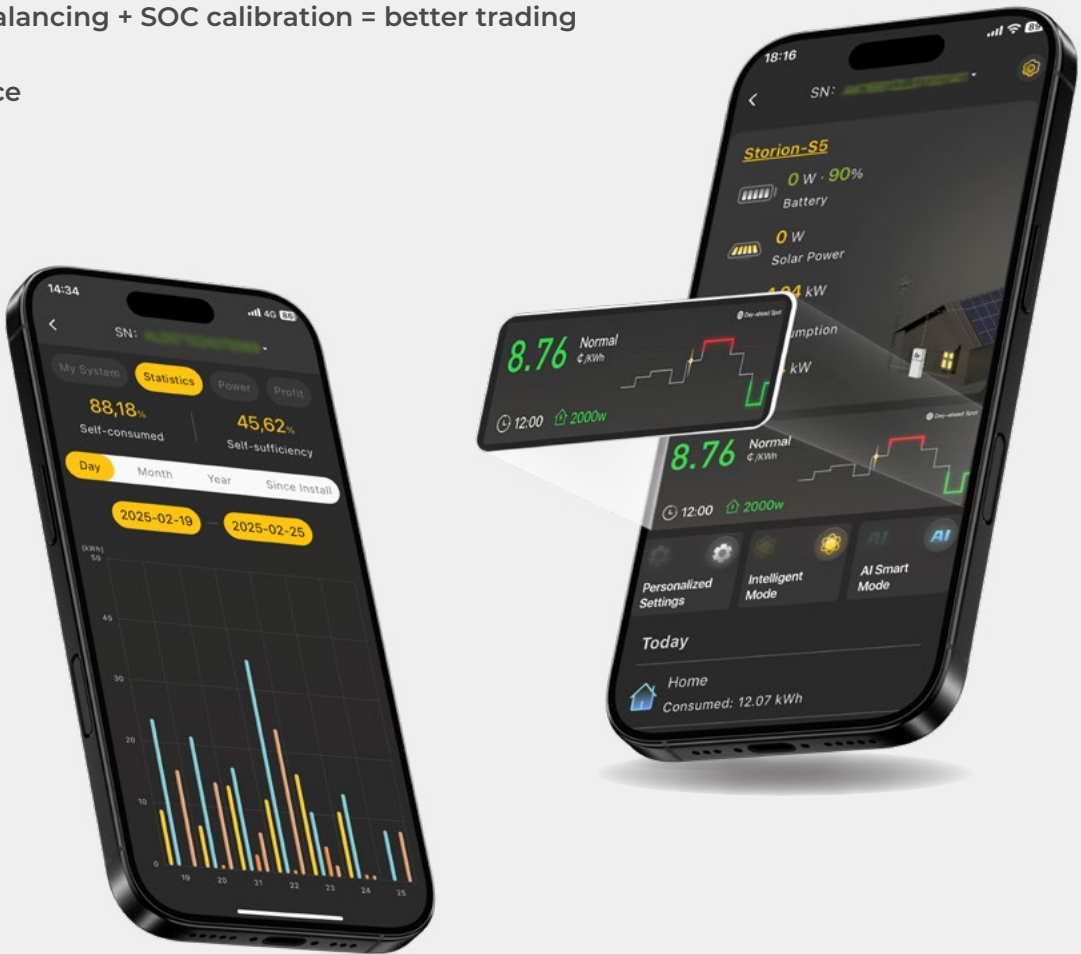 alancing + SOC calibration = better trading
ce
14:34
4G 86
SN:
My System Statistics Power Profit
88,18%
Self-consumed
45,62%
Self-sufficiency
Day Month Year Since Install
2025-02-19 2025-02-25
(kWh)
50
40
30
20
10
0
19 20 21 22 23 24 25
18:16
SN:
Storion-S5
0 W · 90%
Battery
0 W
Solar Power
kW
umption
kW
Day-ahead Spot
8.76 Normal
¢/KWh
12:00 2000w
Day-ahead Spot
8.76 Normal
¢/KWh
12:00 2000w
Personalized
Settings
Intelligent
Mode
AI
AI Smart
Mode
Today
Home
Consumed: 12.07 kWh